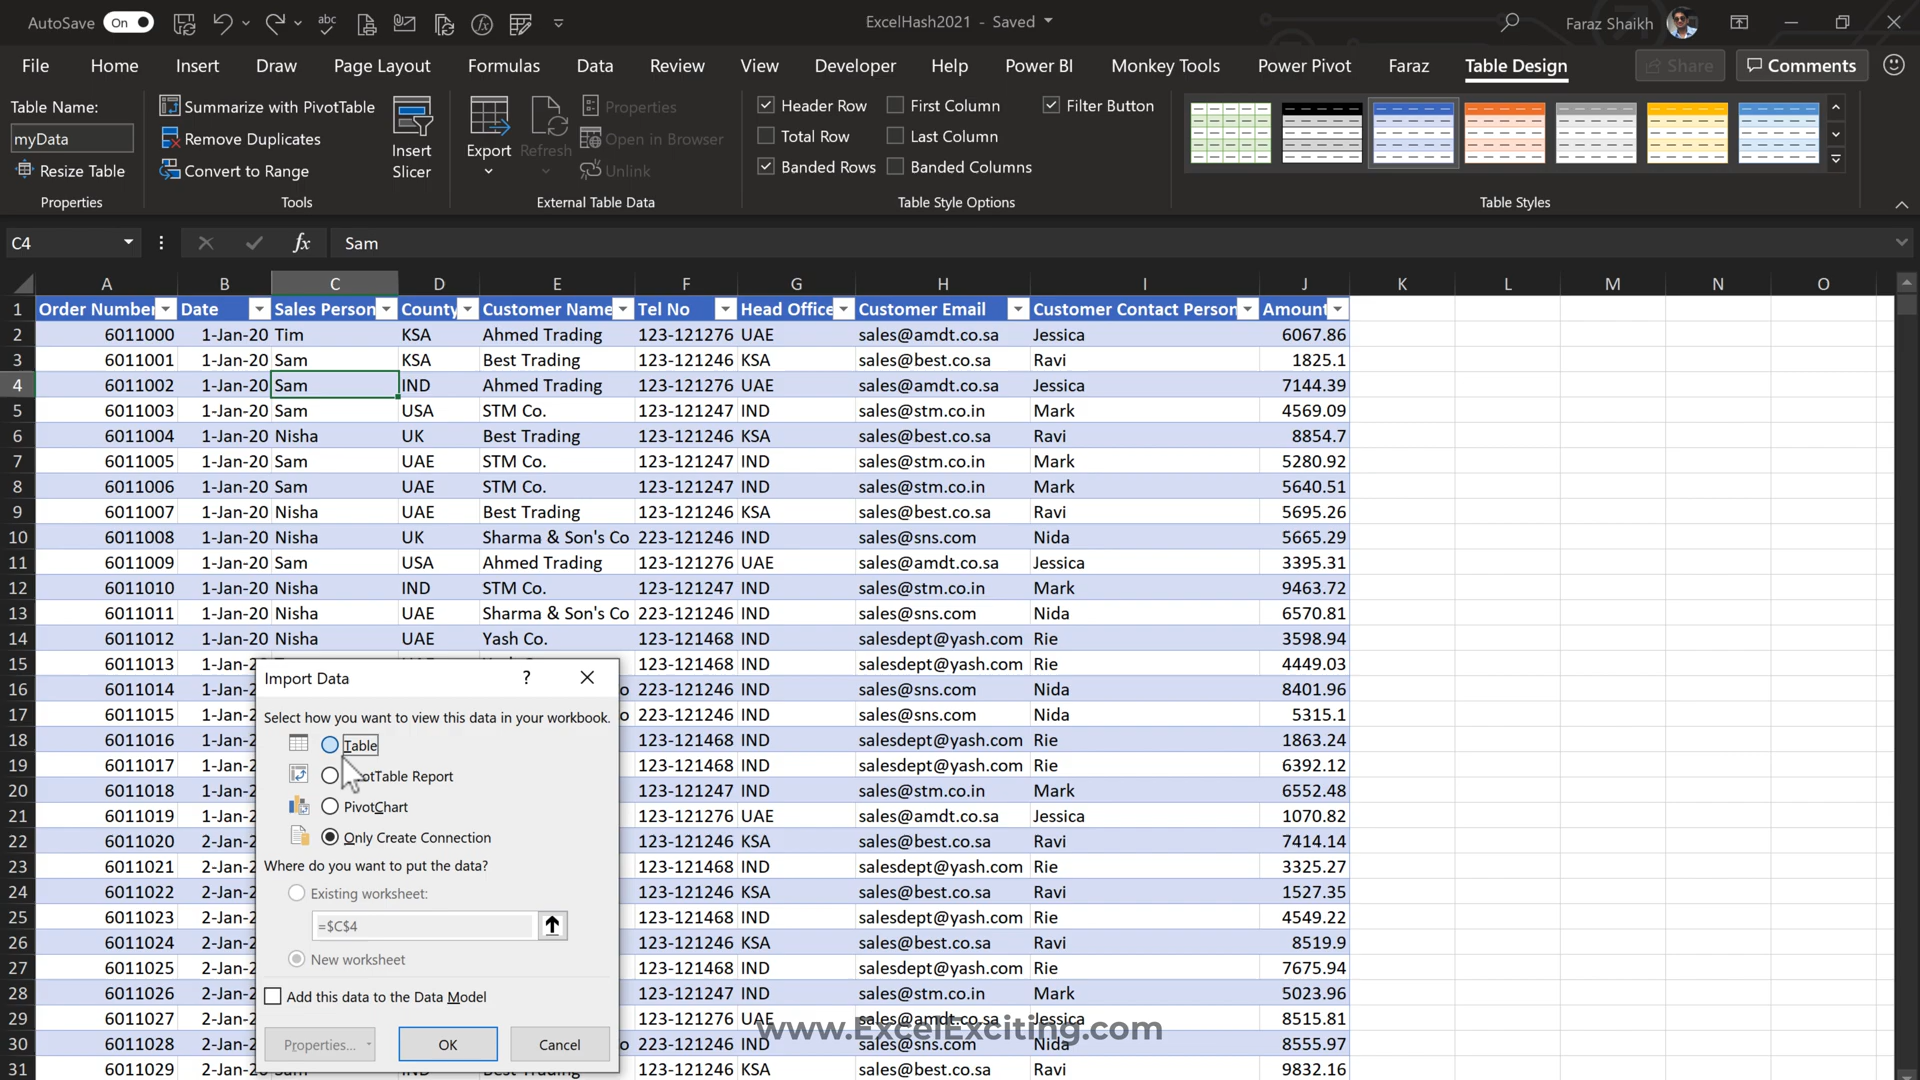 AutoSave On ExcelHash2021 - Saved Faraz Shaikh
File Home Insert Draw Page Layout Formulas Data Review View Developer Help Power BI Monkey Tools Power Pivot Faraz Table Design Share Comments
Table Name:
myData
Resize Table
Properties
Summarize with PivotTable
Remove Duplicates
Convert to Range
Tools
Insert
Slicer
Export
Refresh
Properties
Open in Browser
Unlink
External Table Data
Header Row First Column Filter Button
Total Row Last Column
Banded Rows Banded Columns
Table Style Options
Table Styles
C4 fx Sam
A B C D E F G H I J K L M N O
1 Order Number Date Sales Person County Customer Name Tel No Head Office Customer Email Customer Contact Person Amount
2 6011000 1-Jan-20 Tim KSA Ahmed Trading 123-121276 UAE sales@amdt.co.sa Jessica 6067.86
3 6011001 1-Jan-20 Sam KSA Best Trading 123-121246 KSA sales@best.co.sa Ravi 1825.1
4 6011002 1-Jan-20 Sam IND Ahmed Trading 123-121276 UAE sales@amdt.co.sa Jessica 7144.39
5 6011003 1-Jan-20 Sam USA STM Co. 123-121247 IND sales@stm.co.in Mark 4569.09
6 6011004 1-Jan-20 Nisha UK Best Trading 123-121246 KSA sales@best.co.sa Ravi 8854.7
7 6011005 1-Jan-20 Sam UAE STM Co. 123-121247 IND sales@stm.co.in Mark 5280.92
8 6011006 1-Jan-20 Sam UAE STM Co. 123-121247 IND sales@stm.co.in Mark 5640.51
9 6011007 1-Jan-20 Nisha UAE Best Trading 123-121246 KSA sales@best.co.sa Ravi 5695.26
10 6011008 1-Jan-20 Nisha UK Sharma & Son's Co 223-121246 IND sales@sns.com Nida 5665.29
11 6011009 1-Jan-20 Sam USA Ahmed Trading 123-121276 UAE sales@amdt.co.sa Jessica 3395.31
12 6011010 1-Jan-20 Nisha IND STM Co. 123-121247 IND sales@stm.co.in Mark 9463.72
13 6011011 1-Jan-20 Nisha UAE Sharma & Son's Co 223-121246 IND sales@sns.com Nida 6570.81
14 6011012 1-Jan-20 Nisha UAE Yash Co. 123-121468 IND salesdept@yash.com Rie 3598.94
15 6011013 1-Jan-2 123-121468 IND salesdept@yash.com Rie 4449.03
16 6011014 1-Jan-2 o 223-121246 IND sales@sns.com Nida 8401.96
17 6011015 1-Jan-2 o 223-121246 IND sales@sns.com Nida 5315.1
18 6011016 1-Jan-2 123-121468 IND salesdept@yash.com Rie 1863.24
19 6011017 1-Jan-2 123-121468 IND salesdept@yash.com Rie 6392.12
20 6011018 1-Jan-2 123-121247 IND sales@stm.co.in Mark 6552.48
21 6011019 1-Jan-2 123-121276 UAE sales@amdt.co.sa Jessica 1070.82
22 6011020 2-Jan-2 123-121246 KSA sales@best.co.sa Ravi 7414.14
23 6011021 2-Jan-2 123-121468 IND salesdept@yash.com Rie 3325.27
24 6011022 2-Jan-2 123-121246 KSA sales@best.co.sa Ravi 1527.35
25 6011023 2-Jan-2 123-121468 IND salesdept@yash.com Rie 4549.22
26 6011024 2-Jan-2 123-121246 KSA sales@best.co.sa Ravi 8519.9
27 6011025 2-Jan-2 123-121468 IND salesdept@yash.com Rie 7675.94
28 6011026 2-Jan-2 123-121247 IND sales@stm.co.in Mark 5023.96
29 6011027 2-Jan-2 123-121276 UAE sales@amdt.co.sa Jessica 8515.81
30 6011028 2-Jan-2 o 223-121246 IND sales@sns.com Nida 8555.97
31 6011029 123-121246 KSA sales@best.co.sa Ravi 9832.16
Import Data ?
Select how you want to view this data in your workbook.
Table
PivotTable Report
PivotChart
Only Create Connection
Where do you want to put the data?
Existing worksheet:
=$C$4
New worksheet
Add this data to the Data Model
Properties... OK Cancel
www.ExcelExciting.com